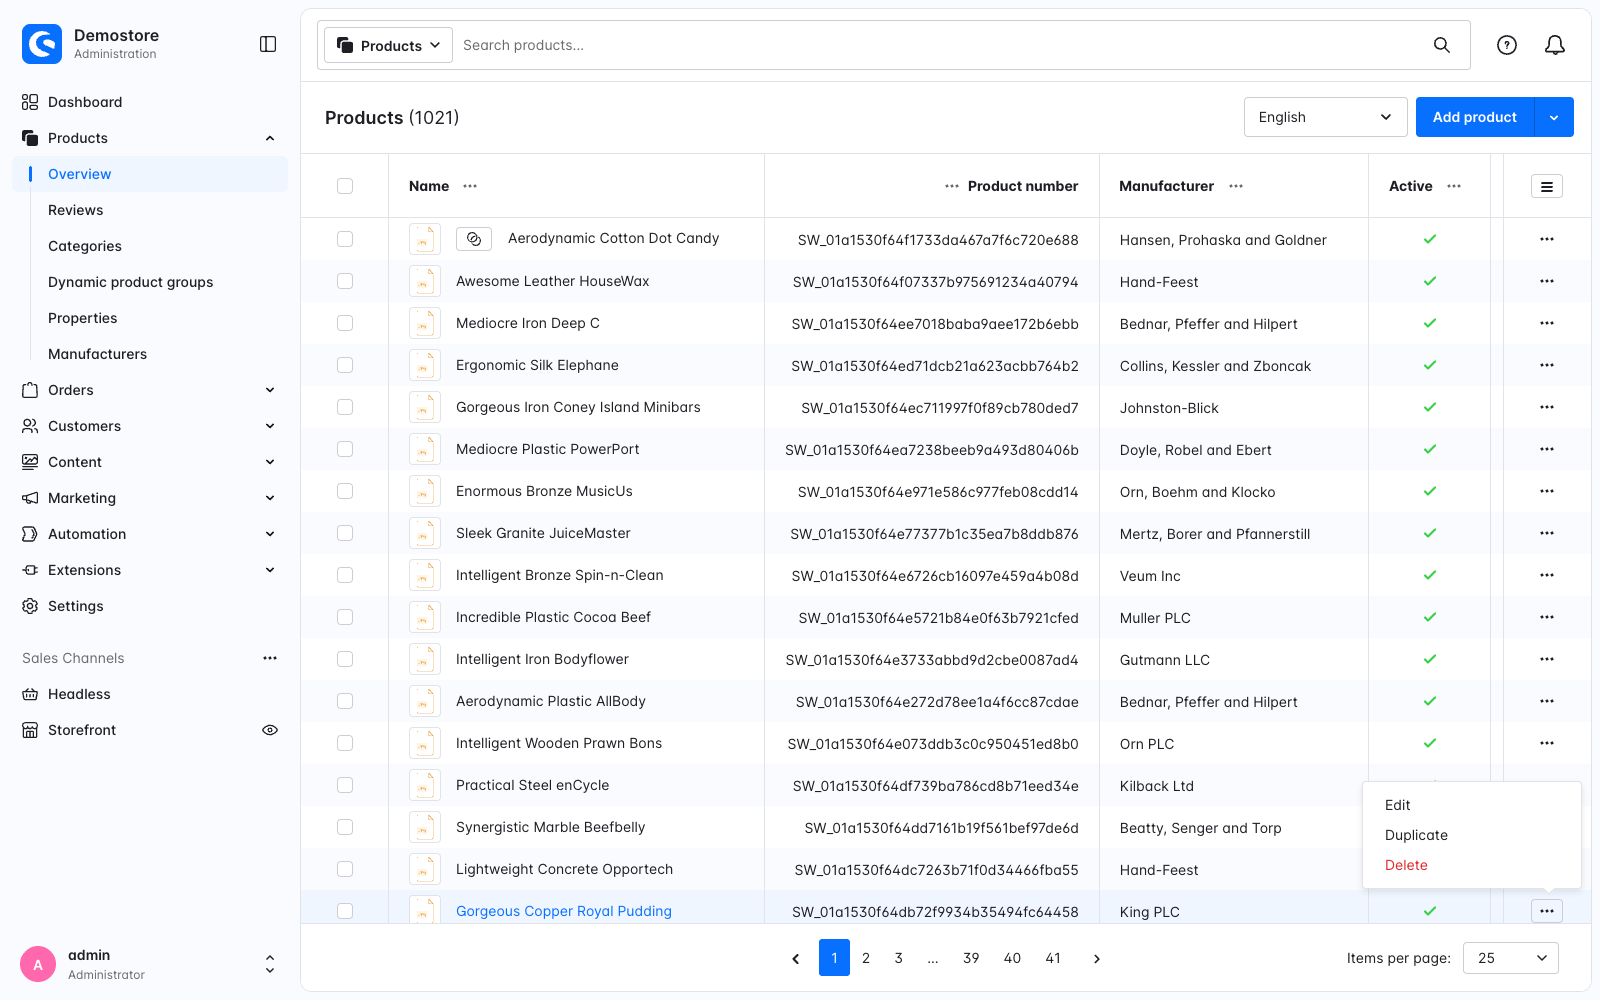 Demostore
Administration
Dashboard
Products
Overview
Reviews
Categories
Dynamic product groups
Properties
Manufacturers
Orders
Customers
Content
Marketing
Automation
Extensions
Settings
Sales Channels
Headless
Storefront
A
admin
Administrator
Products
Search products...
Products (1021)
English
Add product
Name Product number Manufacturer Active
Aerodynamic Cotton Dot Candy SW_01a1530f64f1733da467a7f6c720e688 Hansen, Prohaska and Goldner
Awesome Leather HouseWax SW_01a1530f64f07337b975691234a40794 Hand-Feest
Mediocre Iron Deep C SW_01a1530f64ee7018baba9aee172b6ebb Bednar, Pfeffer and Hilpert
Ergonomic Silk Elephane SW_01a1530f64ed71dcb21a623acbb764b2 Collins, Kessler and Zboncak
Gorgeous Iron Coney Island Minibars SW_01a1530f64ec711997f0f89cb780ded7 Johnston-Blick
Mediocre Plastic PowerPort SW_01a1530f64ea7238beeb9a493d80406b Doyle, Robel and Ebert
Enormous Bronze MusicUs SW_01a1530f64e971e586c977feb08cdd14 Orn, Boehm and Klocko
Sleek Granite JuiceMaster SW_01a1530f64e77377b1c35ea7b8ddb876 Mertz, Borer and Pfannerstill
Intelligent Bronze Spin-n-Clean SW_01a1530f64e6726cb16097e459a4b08d Veum Inc
Incredible Plastic Cocoa Beef SW_01a1530f64e5721b84e0f63b7921cfed Muller PLC
Intelligent Iron Bodyflower SW_01a1530f64e3733abbd9d2cbe0087ad4 Gutmann LLC
Aerodynamic Plastic AllBody SW_01a1530f64e272d78ee1a4f6cc87cdae Bednar, Pfeffer and Hilpert
Intelligent Wooden Prawn Bons SW_01a1530f64e073ddb3c0c950451ed8b0 Orn PLC
Practical Steel enCycle SW_01a1530f64df739ba786cd8b71eed34e Kilback Ltd
Synergistic Marble Beefbelly SW_01a1530f64dd7161b19f561bef97de6d Beatty, Senger and Torp
Lightweight Concrete Opportech SW_01a1530f64dc7263b71f0d34466fba55 Hand-Feest
Gorgeous Copper Royal Pudding SW_01a1530f64db72f9934b35494fc64458 King PLC
Edit
Duplicate
Delete
1 2 3 ... 39 40 41
Items per page: 25